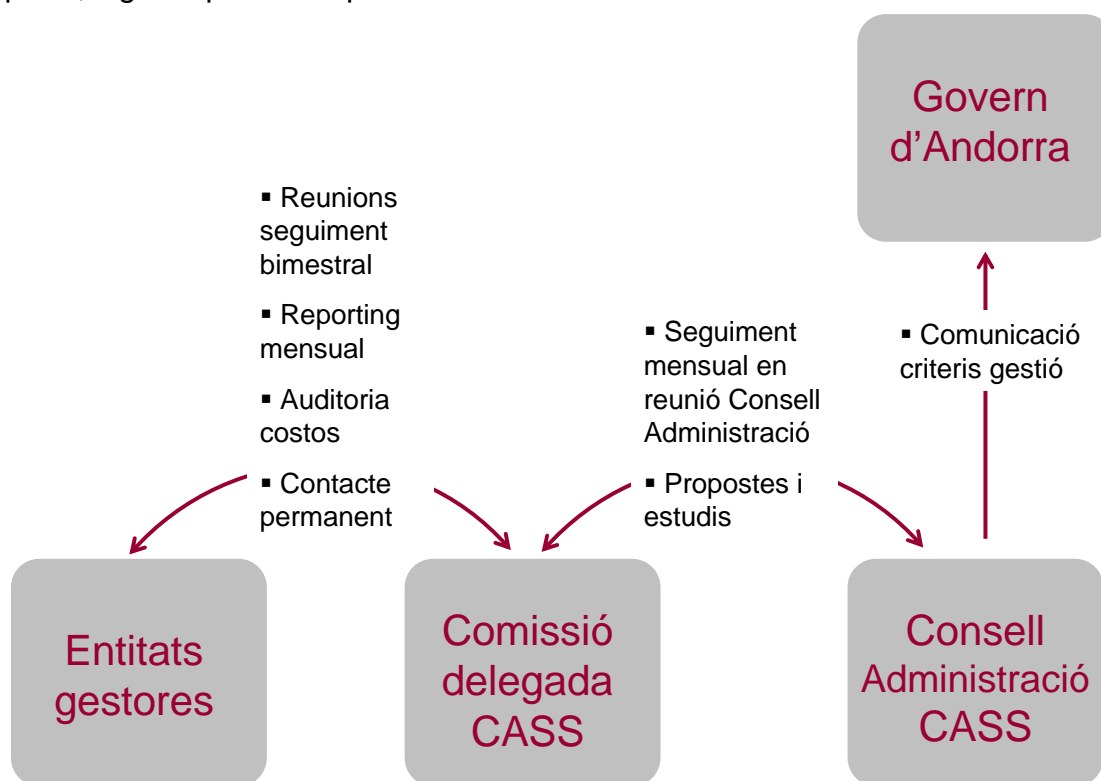 Govern
d’Andorra
▪ Reunions
seguiment
bimestral
▪ Reporting
mensual
▪ Auditoria
costos
▪ Contacte
permanent
▪ Seguiment
mensual en
reunió Consell
Administració
▪ Propostes i
estudis
▪ Comunicació
criteris gestió
Entitats
gestores
Comissió
delegada
CASS
Consell
Administració
CASS